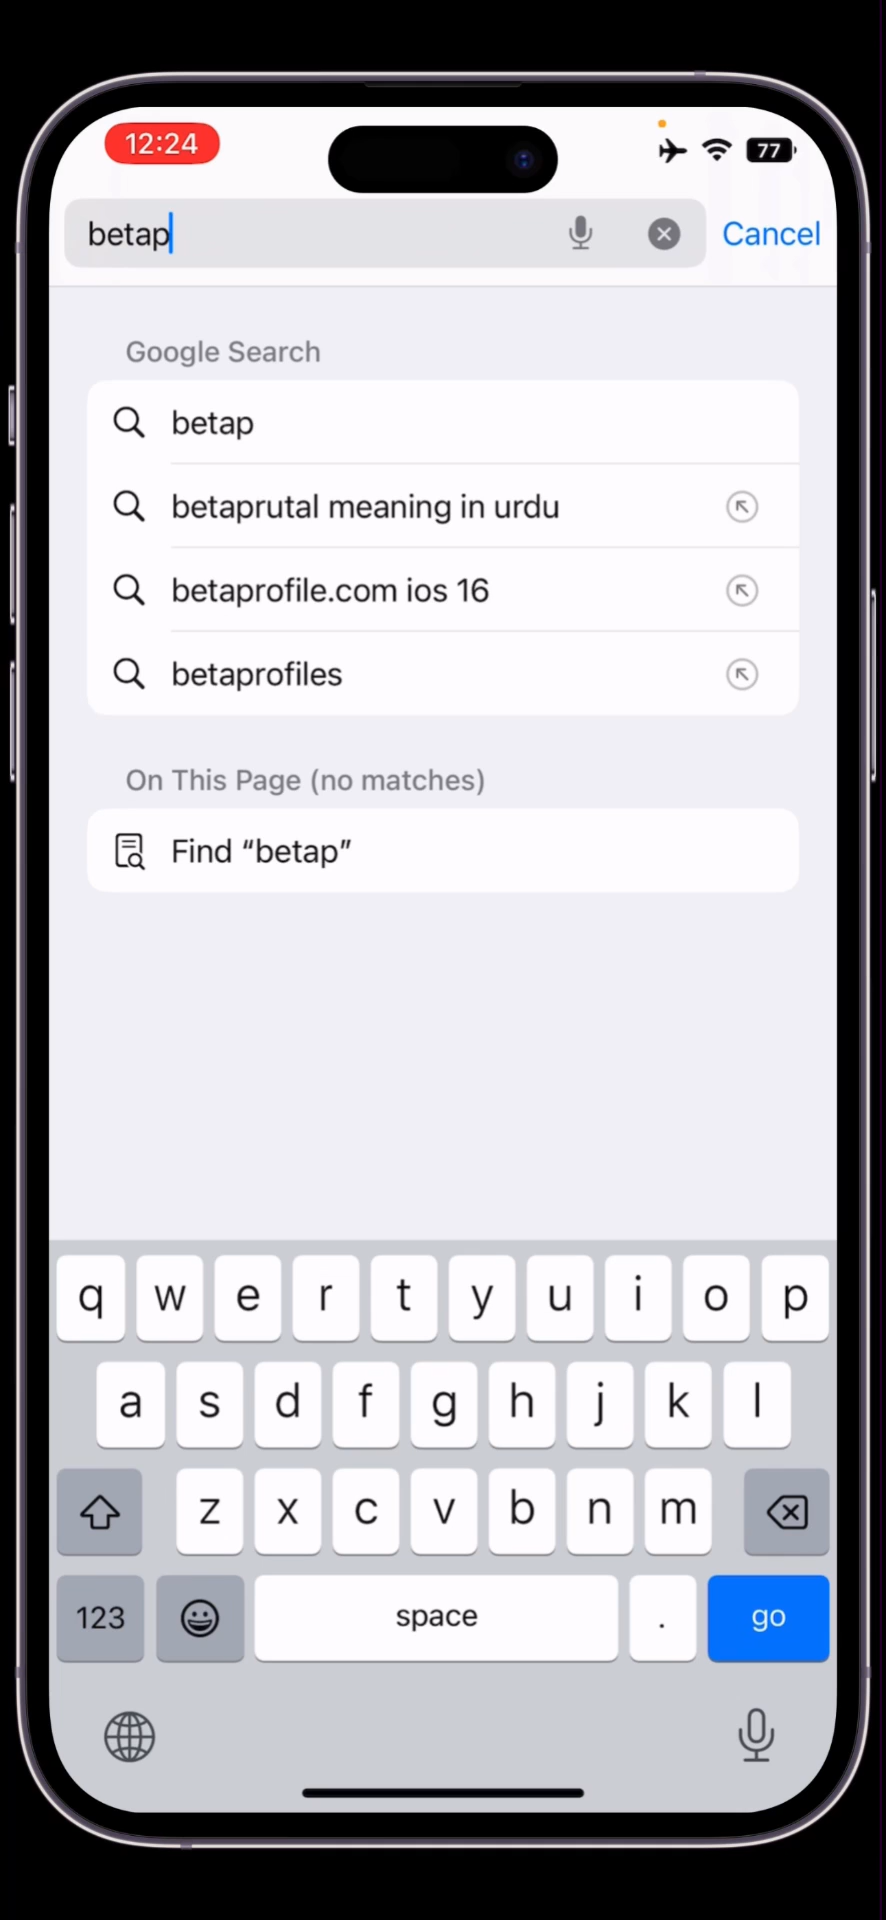 12:24
77
betap
Cancel
Google Search
betap
betaprutal meaning in urdu
betaprofile.com ios 16
betaprofiles
On This Page (no matches)
Find “betap”
q w e r t y u i o p
a s d f g h j k l
z x c v b n m
123 space . go